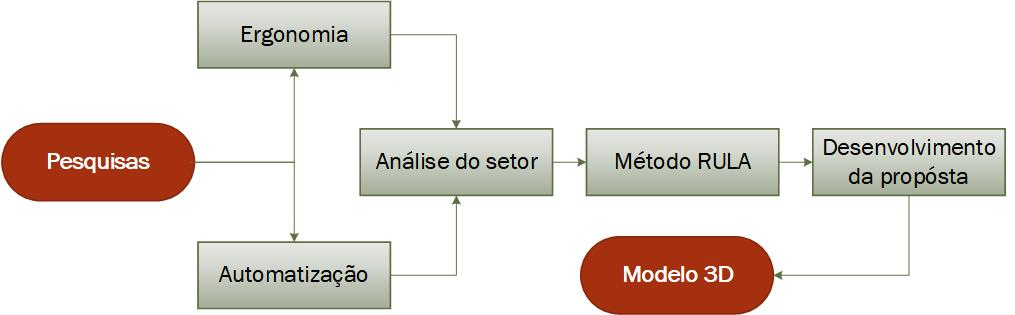 Ergonomia
Pesquisas
Análise do setor
Método RULA
Desenvolvimento
da propósta
Automatização
Modelo 3D